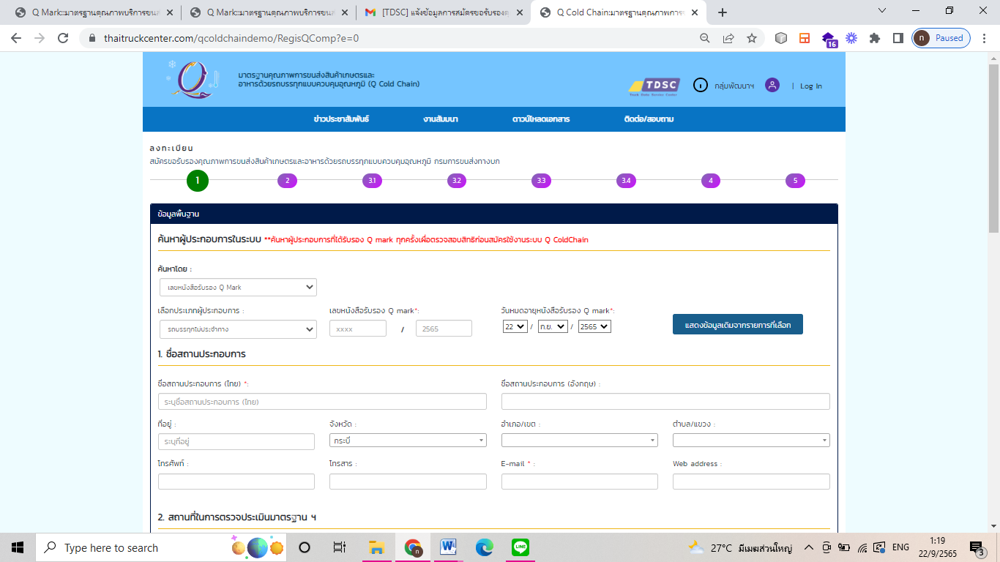 Q Mark::มาตรฐานคุณภาพบริการขนส
Q Mark::มาตรฐานคุณภาพบริการขนส
[TDSC] แจ้งข้อมูลการสมัครขอรับรอง
Q Cold Chain:มาตรฐานคุณภาพการ
thaitruckcenter.com/qcoldchaindemo/RegisQComp?e=0
16
n Paused
Q
มาตรฐานคุณภาพการขนส่งสินค้าเกษตรและ
อาหารด้วยรถบรรทุกแบบควบคุมอุณหภูมิ (Q Cold Chain)
TDSC
Truck Data Service Center
กลุ่มพัฒนาฯ
| Log In
ข่าวประชาสัมพันธ์ งานสัมมนา ดาวน์โหลดเอกสาร ติดต่อ/สอบถาม
ลงทะเบียน
สมัครขอรับรองคุณภาพการขนส่งสินค้าเกษตรและอาหารด้วยรถบรรทุกแบบควบคุมอุณหภูมิ กรมการขนส่งทางบก
1 2 3.1 3.2 3.3 3.4 4 5
ข้อมูลพื้นฐาน
ค้นหาผู้ประกอบการในระบบ **ค้นหาผู้ประกอบการที่ได้รับรอง Q mark ทุกครั้งเผื่อตรวจสอบสิทธิก่อนสมัครใช้งานระบบ Q ColdChain
ค้นหาโดย :
เลขหนังสือรับรอง Q Mark
เลือกประเภทผู้ประกอบการ : เลขหนังสือรับรอง Q mark*: วันหมดอายุหนังสือรับรอง Q mark*:
รถบรรทุกไม่ประจำทาง xxxx / 2565 22 / ก.ย. / 2565 แสดงข้อมูลเดิมจากรายการที่เลือก
1. ชื่อสถานประกอบการ
ชื่อสถานประกอบการ (ไทย) *: ชื่อสถานประกอบการ (อังกฤษ) :
ระบุชื่อสถานประกอบการ (ไทย)
ที่อยู่ : จังหวัด : อำเภอ/เขต : ตำบล/แขวง :
ระบุที่อยู่ กระบี่
โทรศัพท์ : โทรสาร : E-mail * : Web address :
2. สถานที่ในการตรวจประเมินมาตรฐาน ฯ
Type here to search
n
W
LINE
27°C มีเมฆส่วนใหญ่
ENG
1:19
22/9/2565
3